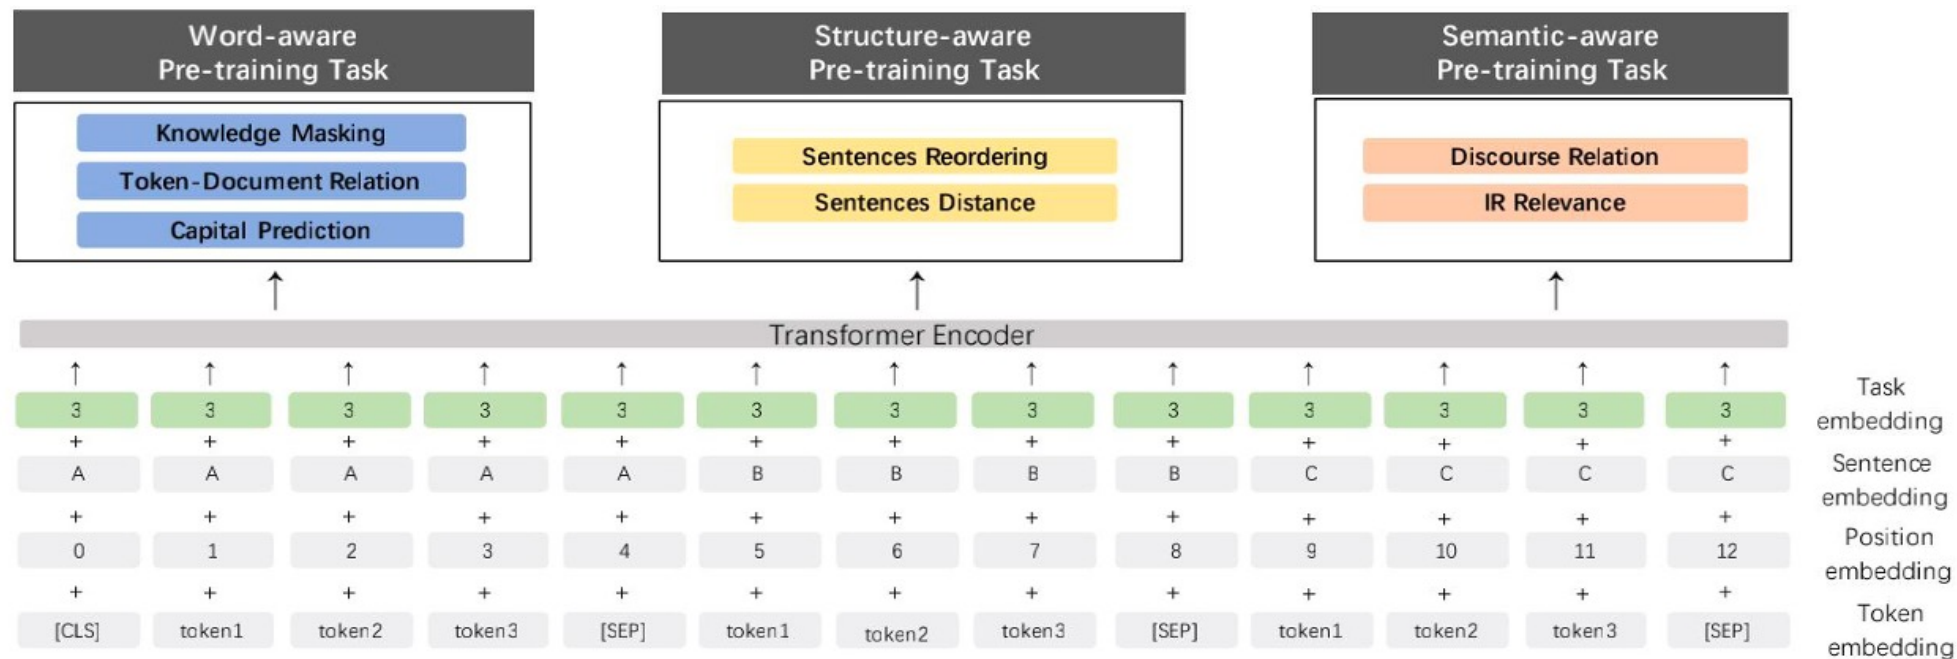 Word-aware
Pre-training Task
Structure-aware
Pre-training Task
Semantic-aware
Pre-training Task
Knowledge Masking
Token-Document Relation
Capital Prediction
Sentences Reordering
Sentences Distance
Discourse Relation
IR Relevance
↑ ↑ ↑
Transformer Encoder
↑ ↑ ↑ ↑ ↑ ↑ ↑ ↑ ↑ ↑ ↑ ↑ ↑
3 3 3 3 3 3 3 3 3 3 3 3 3
Task
embedding
+ + + + + + + + + + + + +
A A A A A B B B B C C C C
Sentence
embedding
+ + + + + + + + + + + + +
0 1 2 3 4 5 6 7 8 9 10 11 12
Position
embedding
+ + + + + + + + + + + + +
[CLS] token1 token2 token3 [SEP] token1 token2 token3 [SEP] token1 token2 token3 [SEP]
Token
embedding